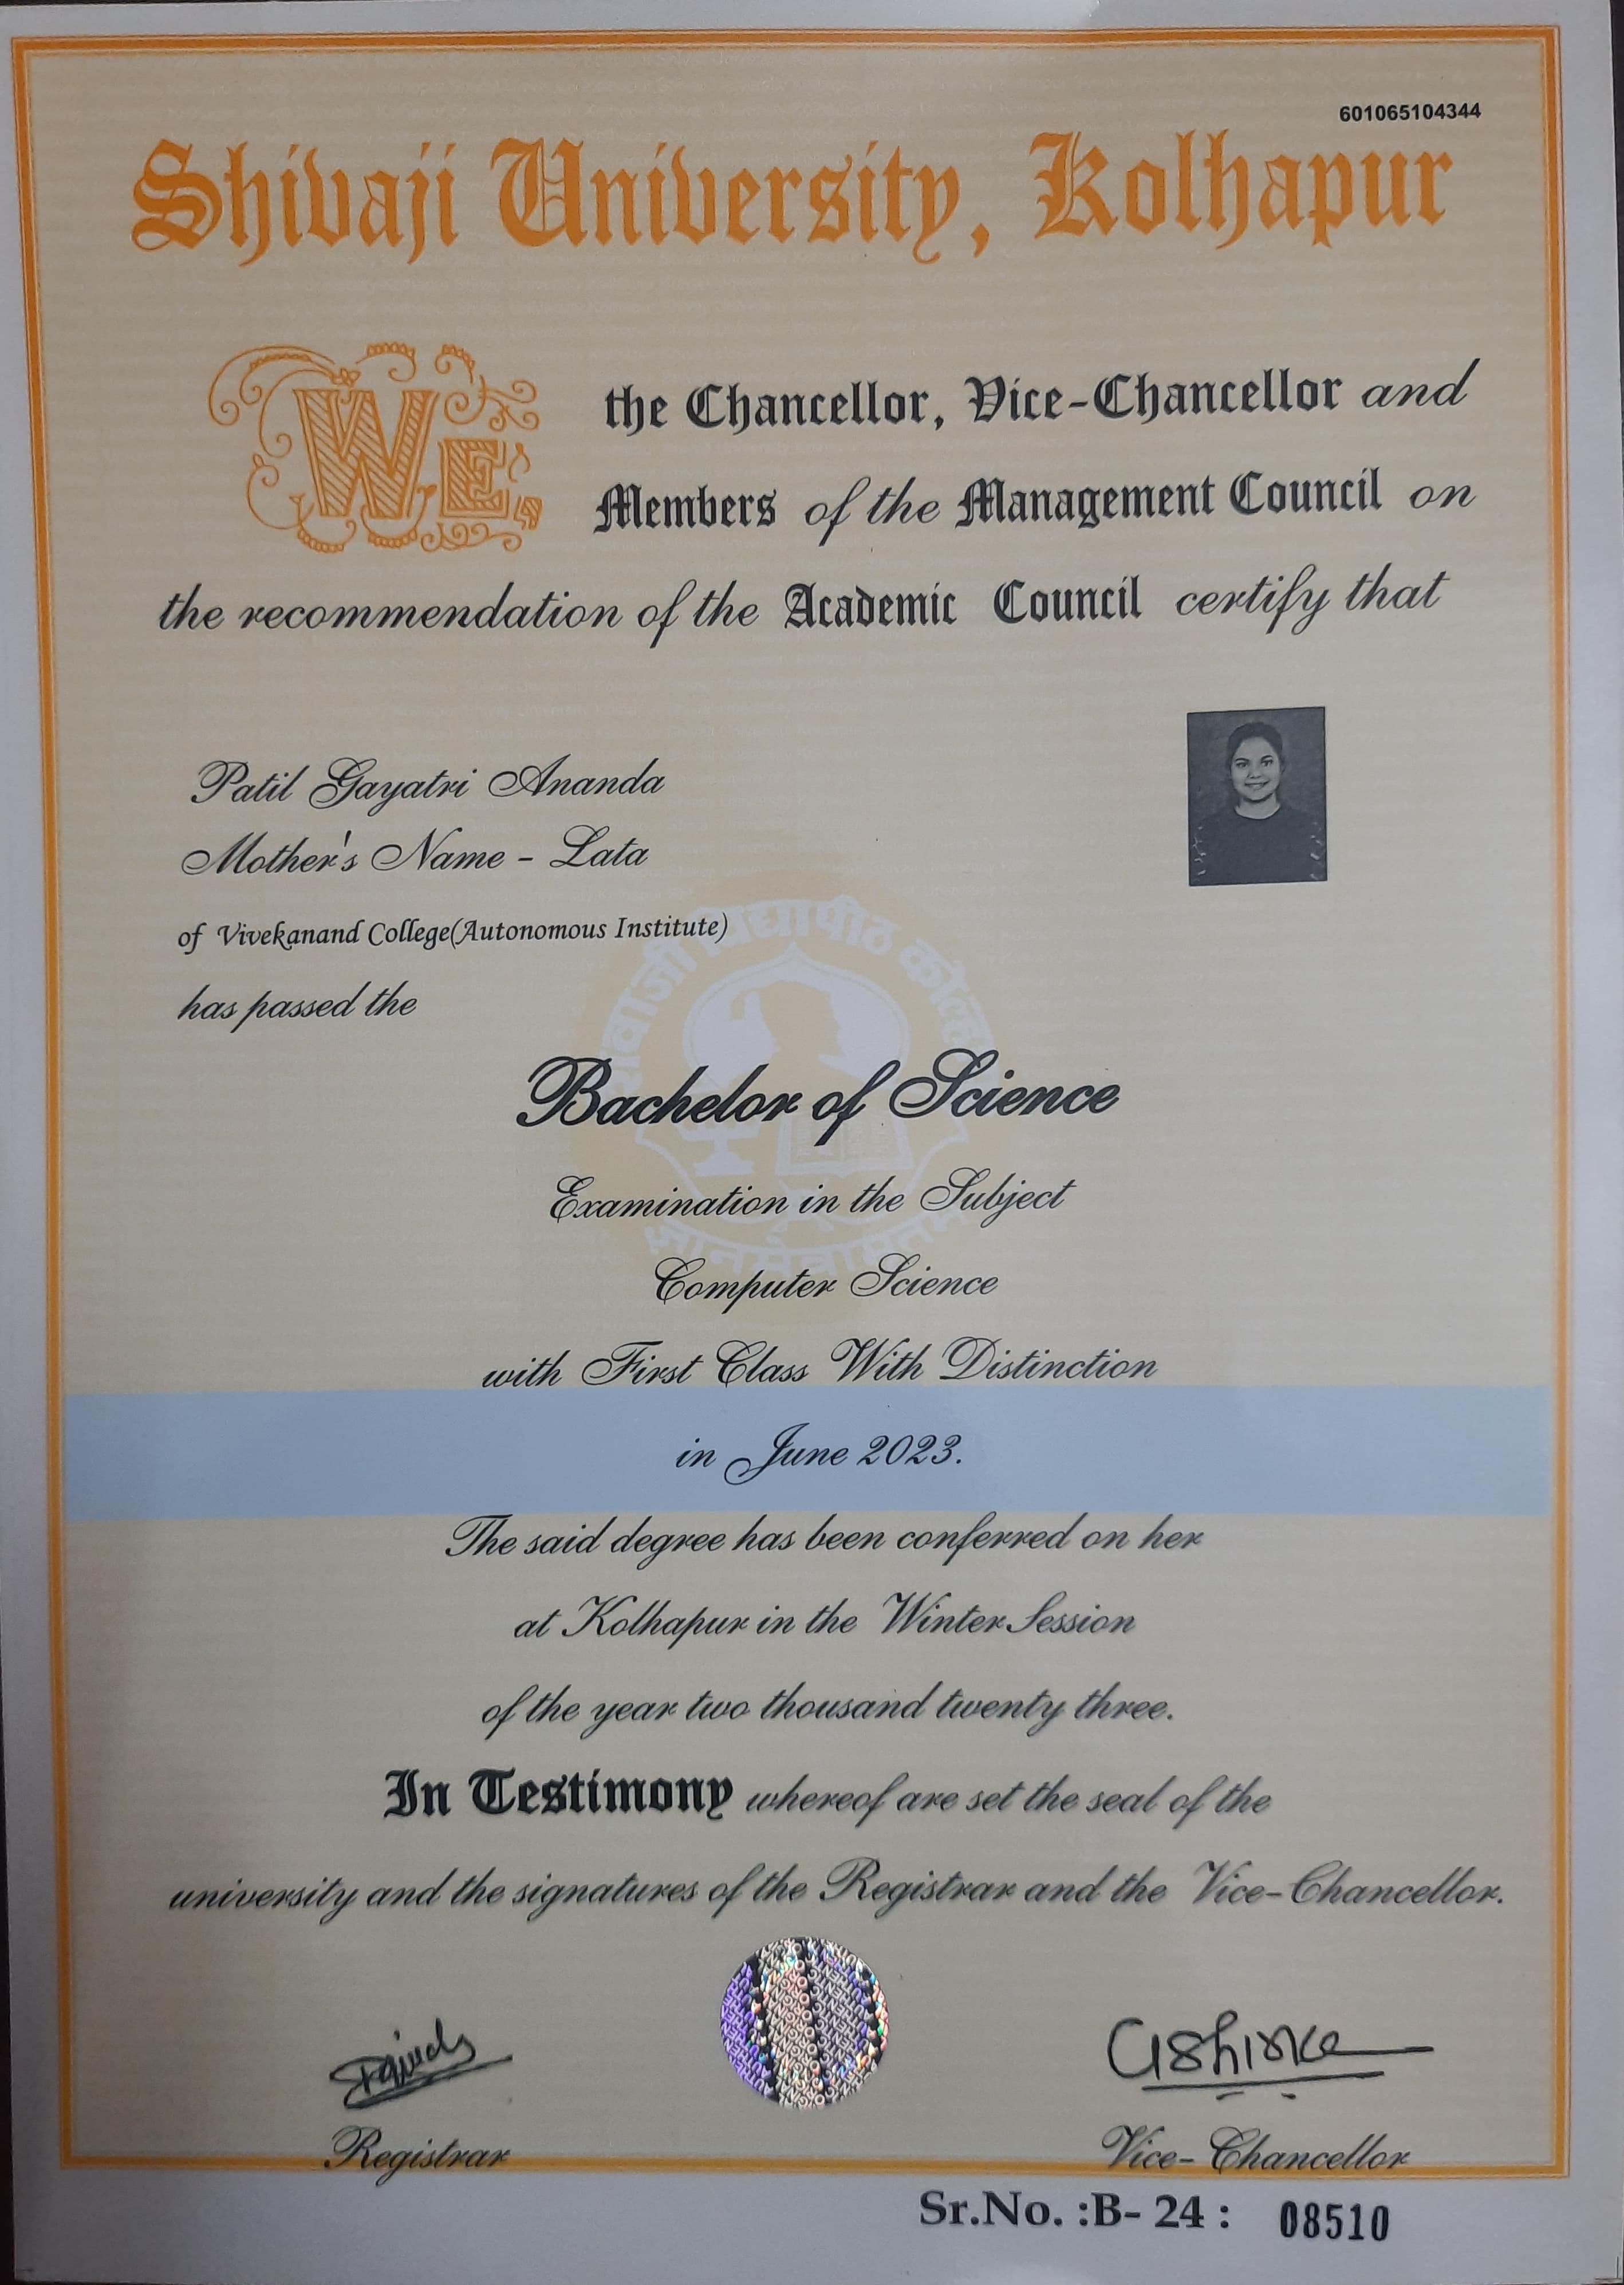 601065104344
Shivaji University, Kolhapur
WE, the Chancellor, Vice-Chancellor and
Members of the Management Council on
the recommendation of the Academic Council certify that
Patil Gayatri Ananda
Mother's Name - Lata
of Vivekanand College(Autonomous Institute)
has passed the
Bachelor of Science
Examination in the Subject
Computer Science
with First Class With Distinction
in June 2023.
The said degree has been conferred on her
at Kolhapur in the Winter Session
of the year two thousand twenty three.
In Testimony whereof are set the seal of the
university and the signatures of the Registrar and the Vice-Chancellor.
Registrar
Vice-Chancellor
Sr.No. :B- 24 : 08510